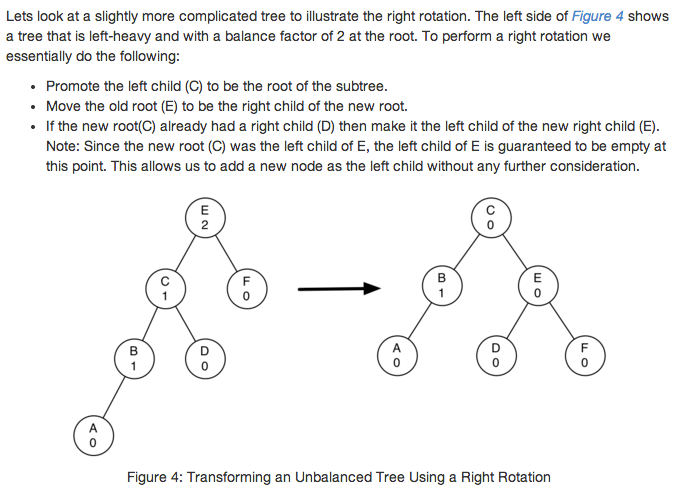 Lets look at a slightly more complicated tree to illustrate the right rotation. The left side of Figure 4 shows
a tree that is left-heavy and with a balance factor of 2 at the root. To perform a right rotation we
essentially do the following:
• Promote the left child (C) to be the root of the subtree.
• Move the old root (E) to be the right child of the new root.
• If the new root(C) already had a right child (D) then make it the left child of the new right child (E).
Note: Since the new root (C) was the left child of E, the left child of E is guaranteed to be empty at
this point. This allows us to add a new node as the left child without any further consideration.
E
2
C
1
F
0
B
1
D
0
A
0
C
0
B
1
E
0
A
0
D
0
F
0
Figure 4: Transforming an Unbalanced Tree Using a Right Rotation